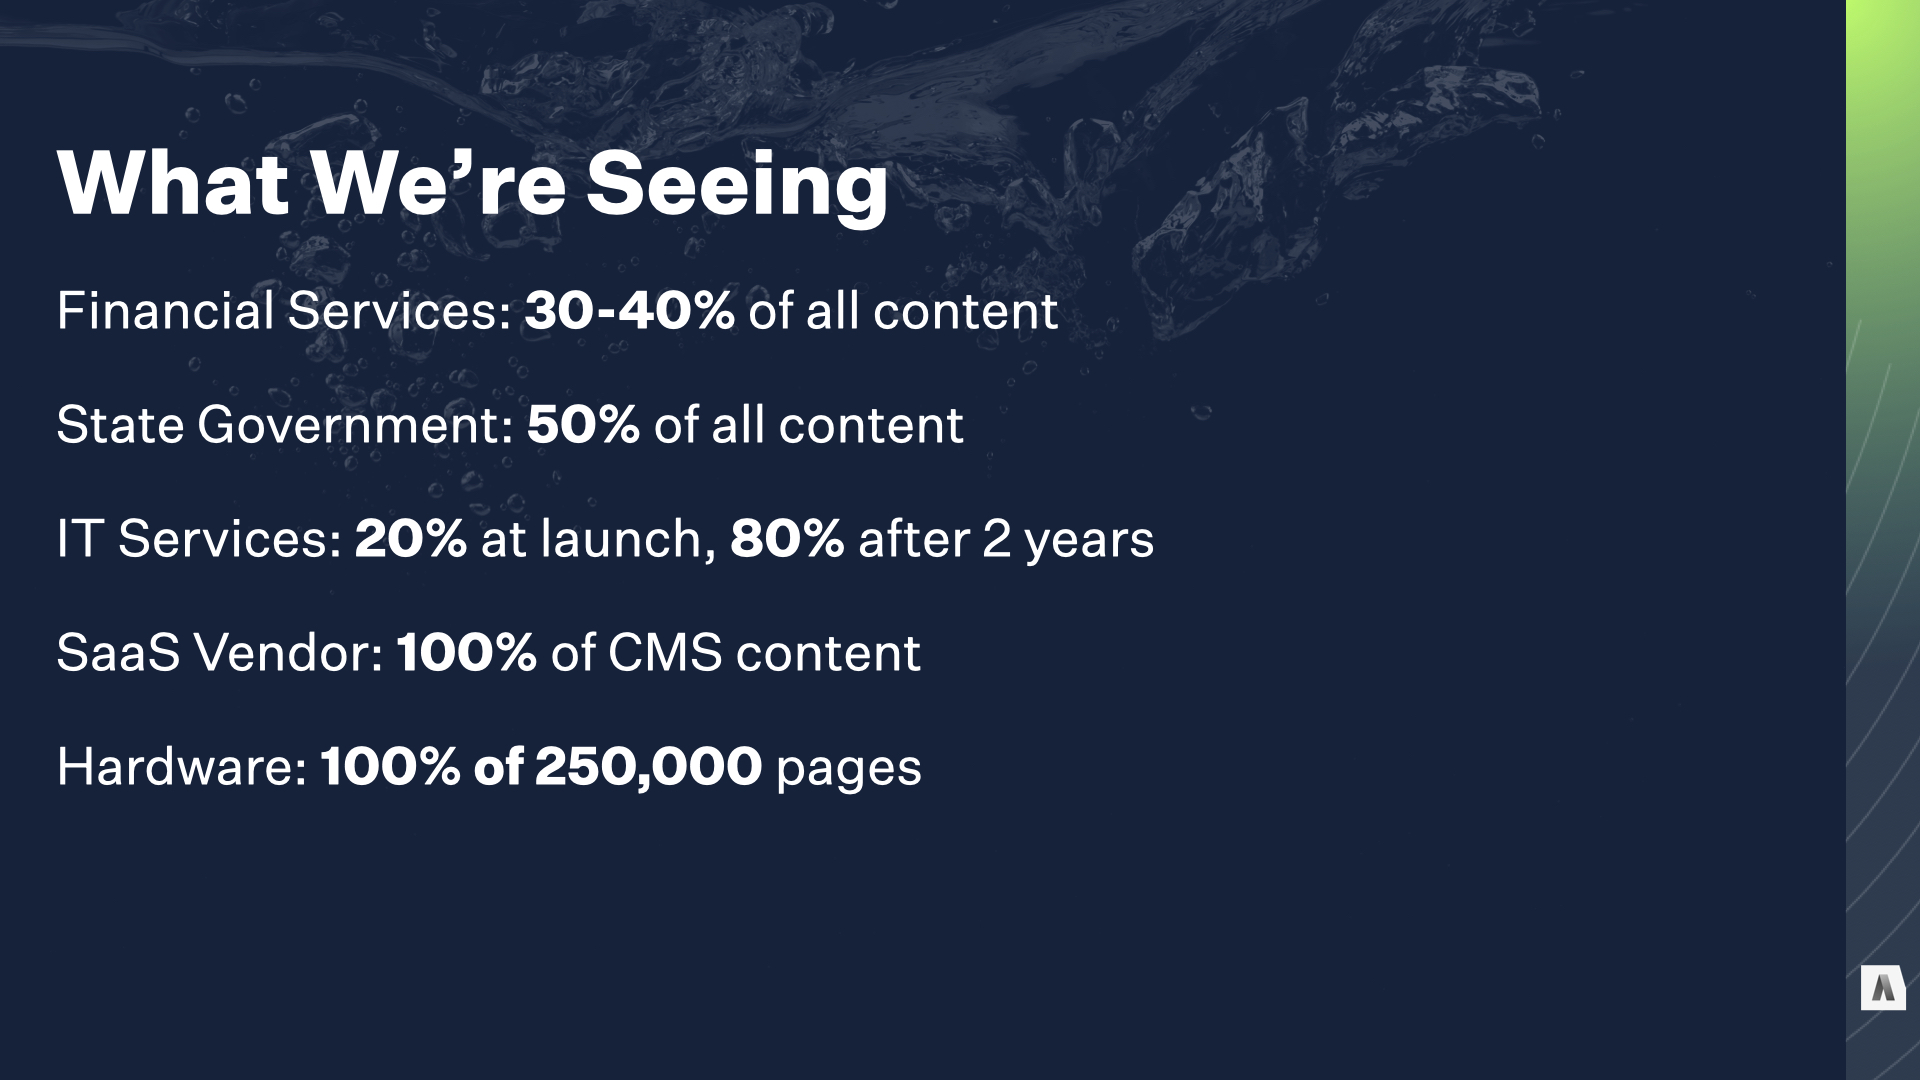 What We’re Seeing
Financial Services: 30-40% of all content
State Government: 50% of all content
IT Services: 20% at launch, 80% after 2 years
SaaS Vendor: 100% of CMS content
Hardware: 100% of 250,000 pages